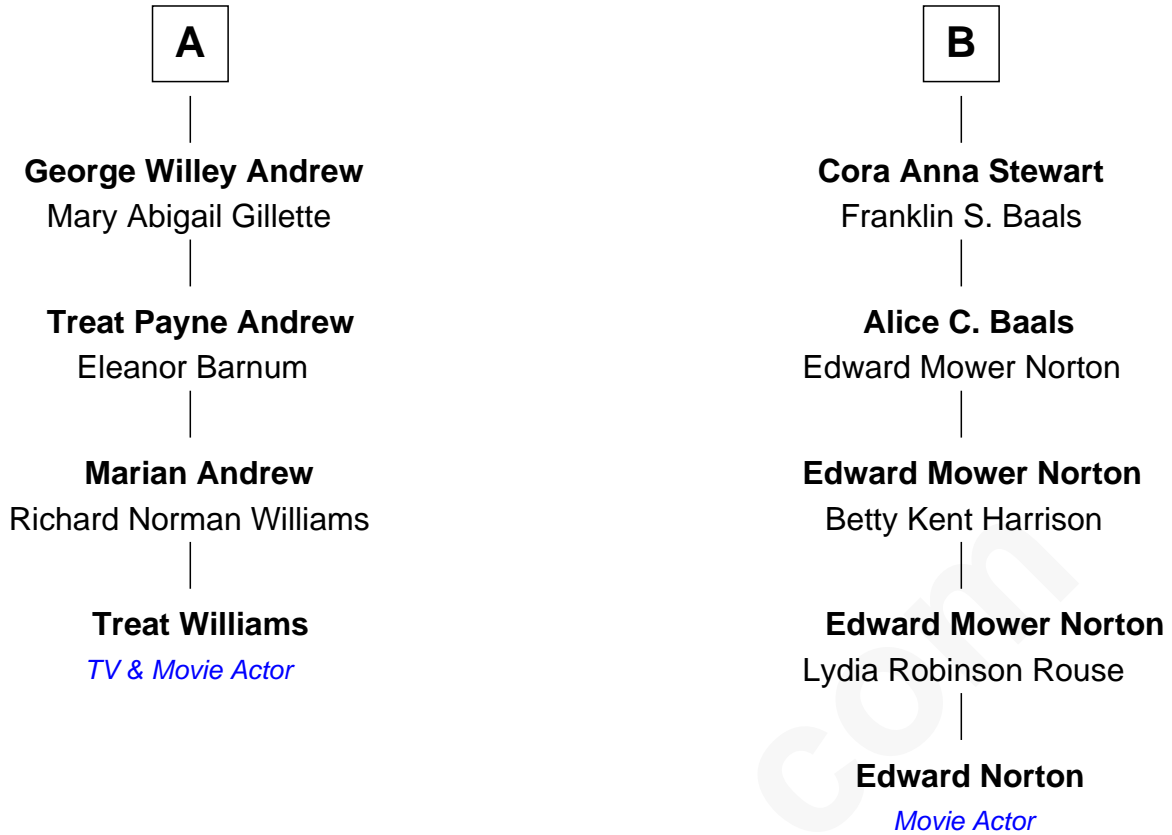 A
George Willey Andrew
Mary Abigail Gillette
Treat Payne Andrew
Eleanor Barnum
Marian Andrew
Richard Norman Williams
Treat Williams
TV & Movie Actor
B
Cora Anna Stewart
Franklin S. Baals
Alice C. Baals
Edward Mower Norton
Edward Mower Norton
Betty Kent Harrison
Edward Mower Norton
Lydia Robinson Rouse
Edward Norton
Movie Actor
com